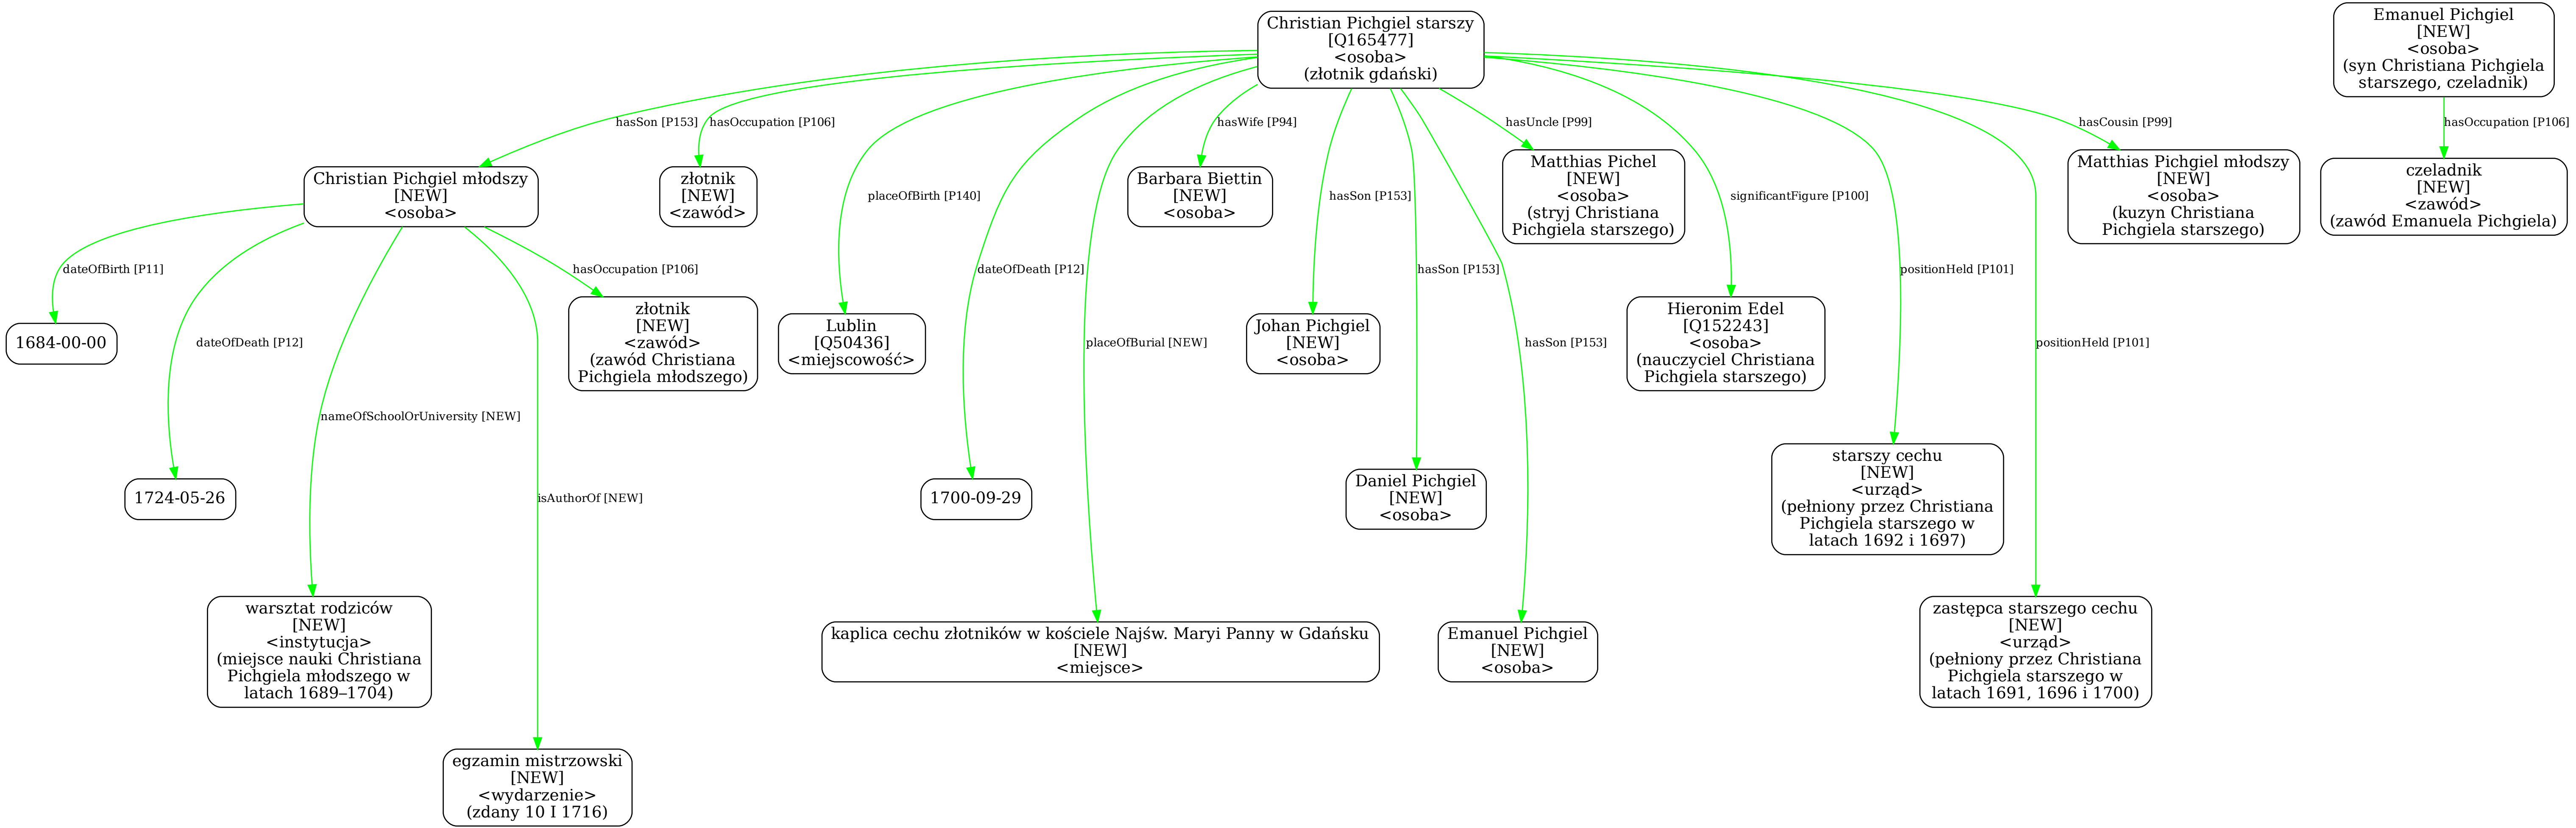 Christian Pichgiel starszy
[Q165477]
<osoba>
(złotnik gdański)
Emanuel Pichgiel
[NEW]
<osoba>
(syn Christiana Pichgiela
starszego, czeladnik)
hasSon [P153]
hasOccupation [P106]
hasWife [P94]
hasUncle [P99]
hasCousin [P99]
hasOccupation [P106]
Christian Pichgiel młodszy
[NEW]
<osoba>
złotnik
[NEW]
<zawód>
placeOfBirth [P140]
Barbara Biettin
[NEW]
<osoba>
hasSon [P153]
Matthias Pichel
[NEW]
<osoba>
(stryj Christiana
Pichgiela starszego)
significantFigure [P100]
Matthias Pichgiel młodszy
[NEW]
<osoba>
(kuzyn Christiana
Pichgiela starszego)
czeladnik
[NEW]
<zawód>
(zawód Emanuela Pichgiela)
dateOfBirth [P11]
hasOccupation [P106]
dateOfDeath [P12]
hasSon [P153]
positionHeld [P101]
1684-00-00
dateOfDeath [P12]
złotnik
[NEW]
<zawód>
(zawód Christiana
Pichgiela młodszego)
Lublin
[Q50436]
<miejscowość>
placeOfBurial [NEW]
Johan Pichgiel
[NEW]
<osoba>
hasSon [P153]
Hieronim Edel
[Q152243]
<osoba>
(nauczyciel Christiana
Pichgiela starszego)
positionHeld [P101]
nameOfSchoolOrUniversity [NEW]
1724-05-26
isAuthorOf [NEW]
1700-09-29
Daniel Pichgiel
[NEW]
<osoba>
starszy cechu
[NEW]
<urząd>
(pełniony przez Christiana
Pichgiela starszego w
latach 1692 i 1697)
warsztat rodziców
[NEW]
<instytucja>
(miejsce nauki Christiana
Pichgiela młodszego w
latach 1689–1704)
kaplica cechu złotników w kościele Najśw. Maryi Panny w Gdańsku
[NEW]
<miejsce>
Emanuel Pichgiel
[NEW]
<osoba>
zastępca starszego cechu
[NEW]
<urząd>
(pełniony przez Christiana
Pichgiela starszego w
latach 1691, 1696 i 1700)
egzamin mistrzowski
[NEW]
<wydarzenie>
(zdany 10 I 1716)